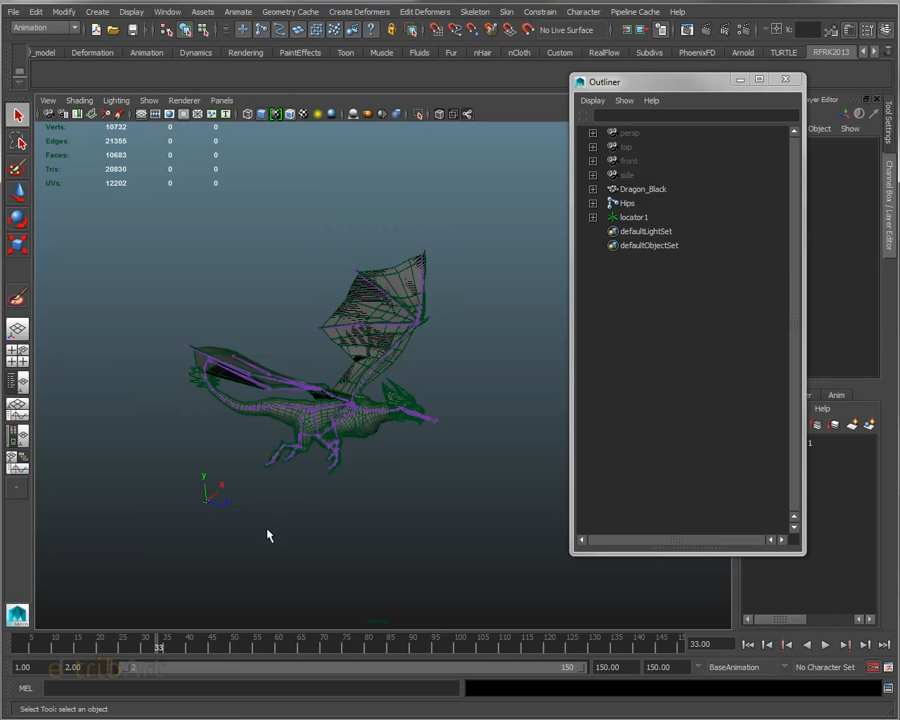 File Edit Modify Create Display Window Assets Animate Geometry Cache Create Deformers Edit Deformers Skeleton Skin Constrain Character Pipeline Cache Help
Animation No Live Surface
_model Deformation Animation Dynamics Rendering PaintEffects Toon Muscle Fluids Fur nHair nCloth Custom RealFlow Subdivs PhoenixFD Arnold TURTLE RFRK2013
View Shading Lighting Show Renderer Panels
Verts: 10732 0 0
Edges: 21355 0 0
Faces: 10683 0 0
Tris: 20830 0 0
UVs: 12202 0 0
y
Outliner
Display Show Help
persp
top
front
side
Dragon_Black
Hips
locator1
defaultLightSet
defaultObjectSet
ayer Editor
Object Show
Tool Settings
Channel Box / Layer Editor
Anim
Help
1
persp
5 10 15 20 25 30 35 40 45 50 55 60 65 70 75 80 85 90 95 100 105 110 115 120 125 130 135 140 145 15
33
33.00
1.00 2.00 2 150 150.00 150.00 BaseAnimation No Character Set
MEL
Select Tool: select an object